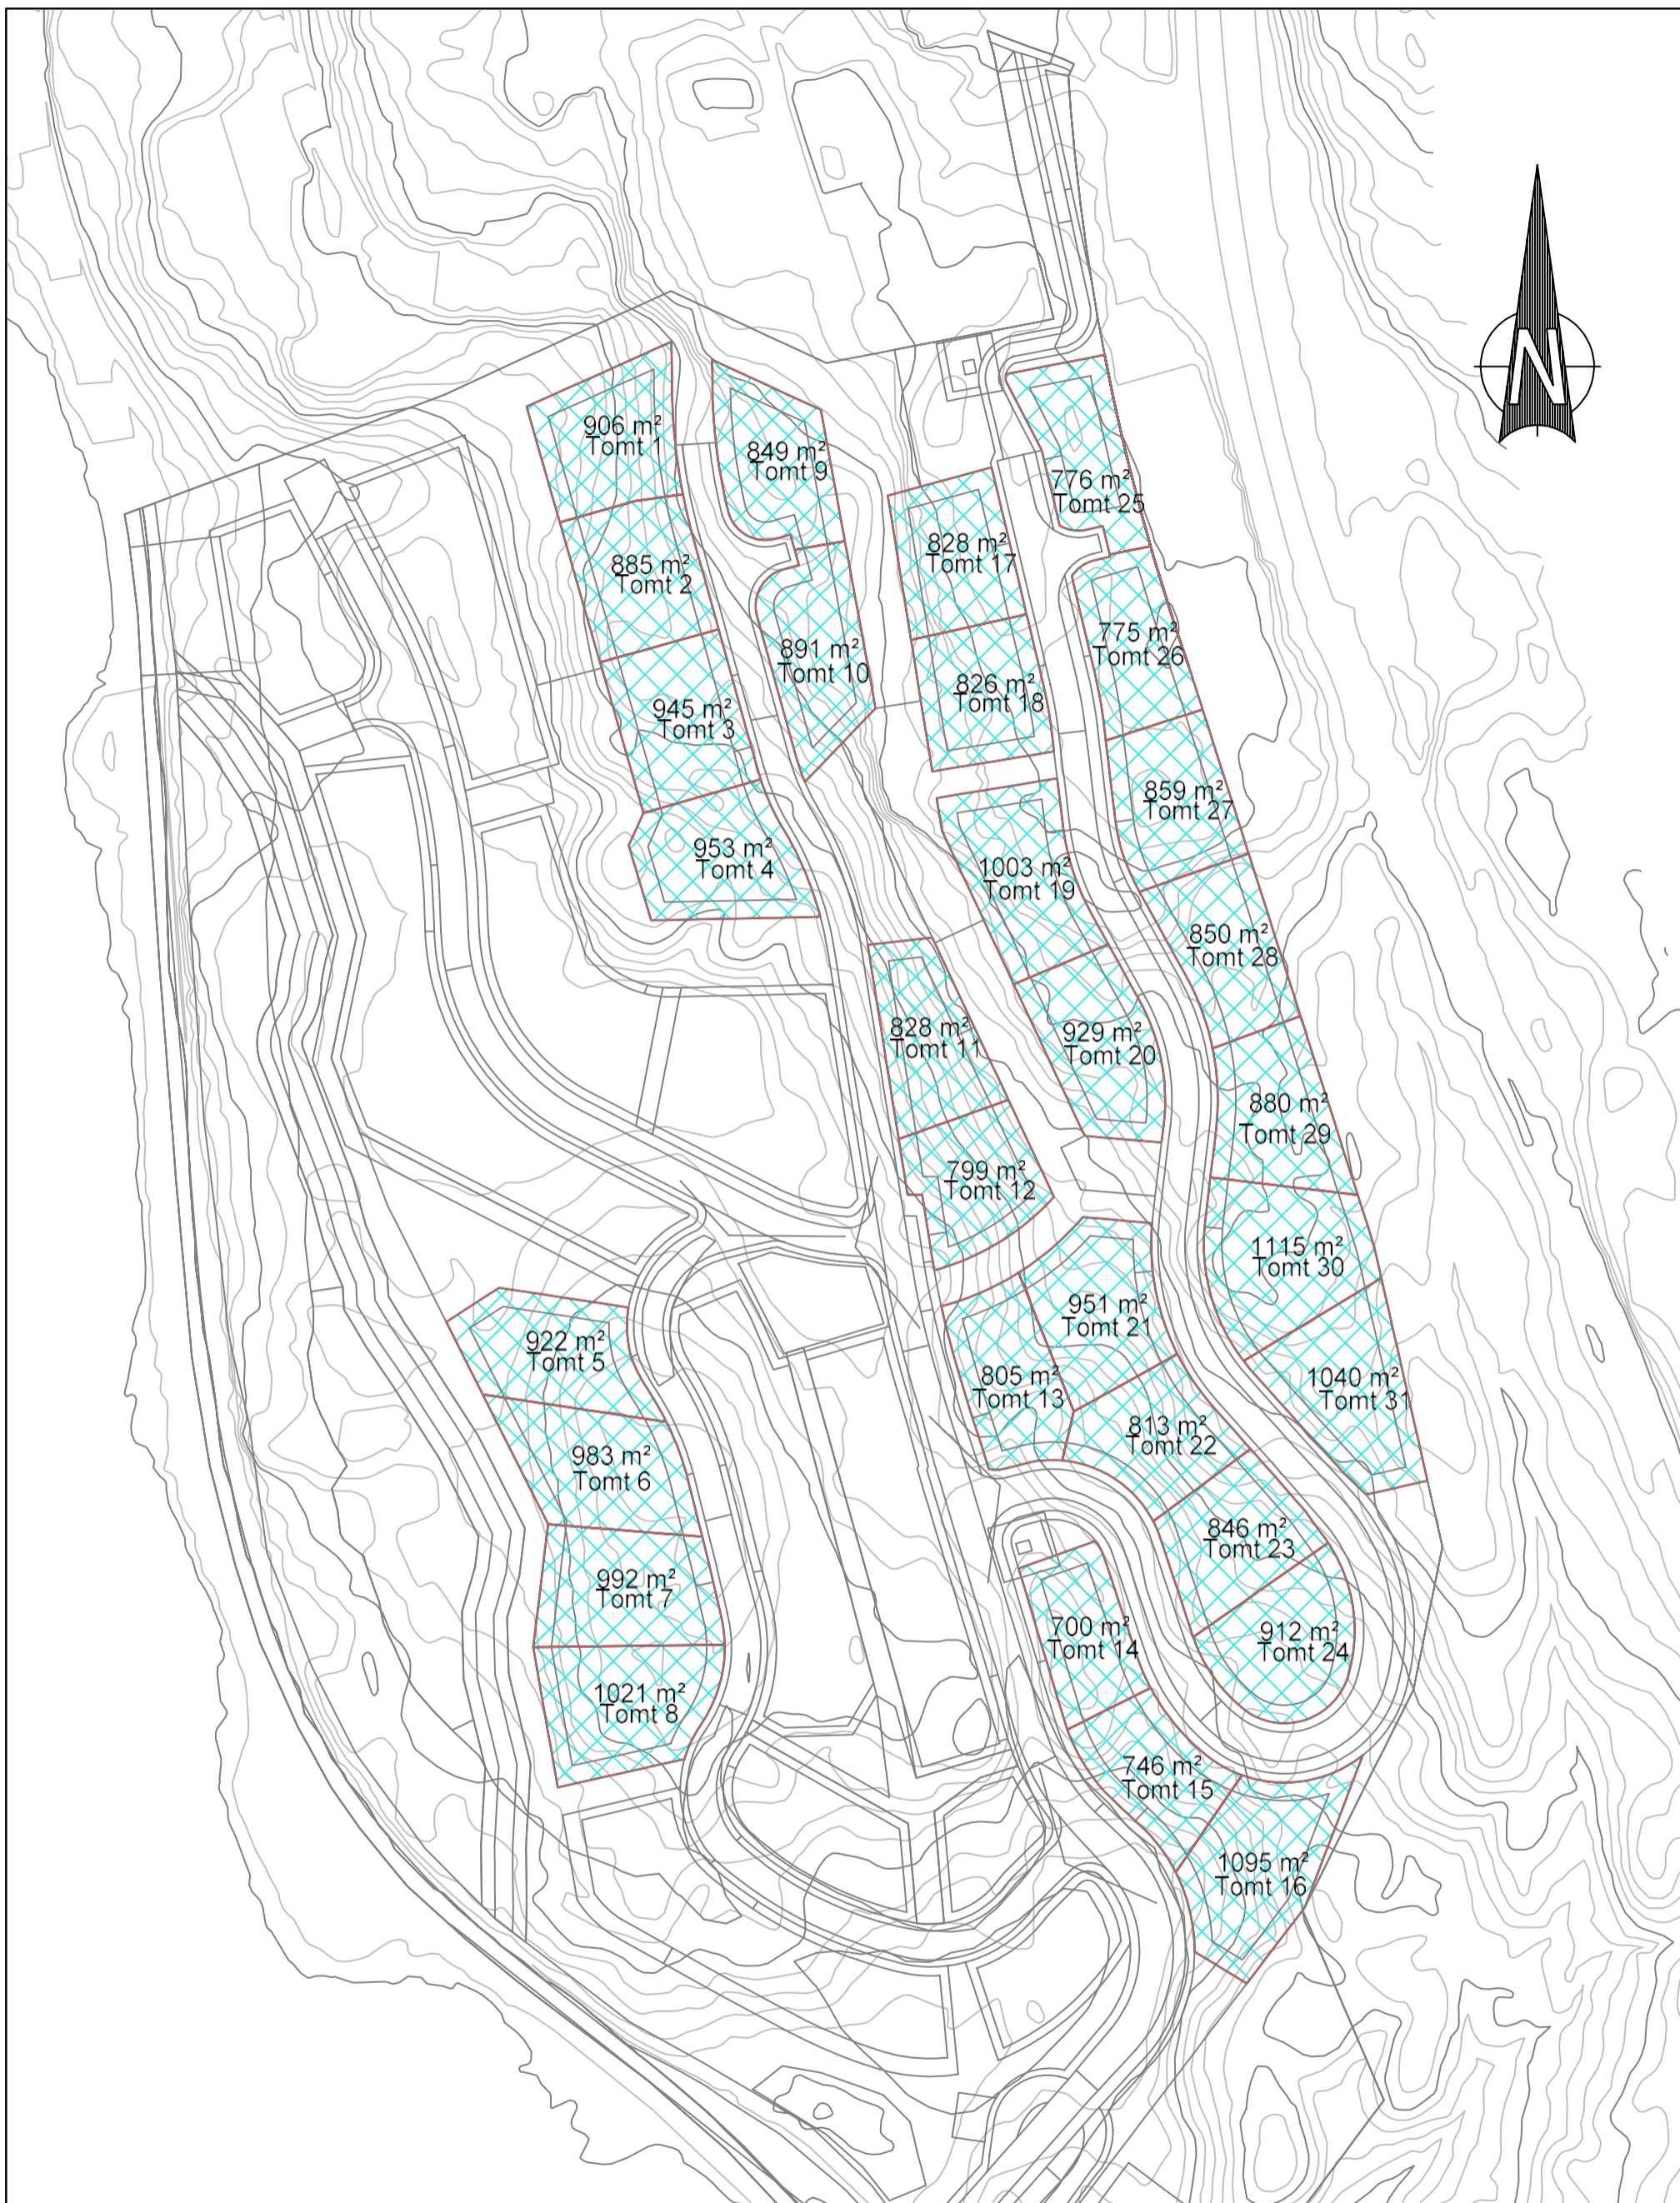 N
906 m²
Tomt 1
885 m²
Tomt 2
945 m²
Tomt 3
953 m²
Tomt 4
922 m²
Tomt 5
983 m²
Tomt 6
992 m²
Tomt 7
1021 m²
Tomt 8
849 m²
Tomt 9
891 m²
Tomt 10
828 m²
Tomt 11
799 m²
Tomt 12
805 m²
Tomt 13
700 m²
Tomt 14
746 m²
Tomt 15
1095 m²
Tomt 16
828 m²
Tomt 17
826 m²
Tomt 18
1003 m²
Tomt 19
929 m²
Tomt 20
951 m²
Tomt 21
813 m²
Tomt 22
846 m²
Tomt 23
912 m²
Tomt 24
776 m²
Tomt 25
775 m²
Tomt 26
859 m²
Tomt 27
850 m²
Tomt 28
880 m²
Tomt 29
1115 m²
Tomt 30
1040 m²
Tomt 31